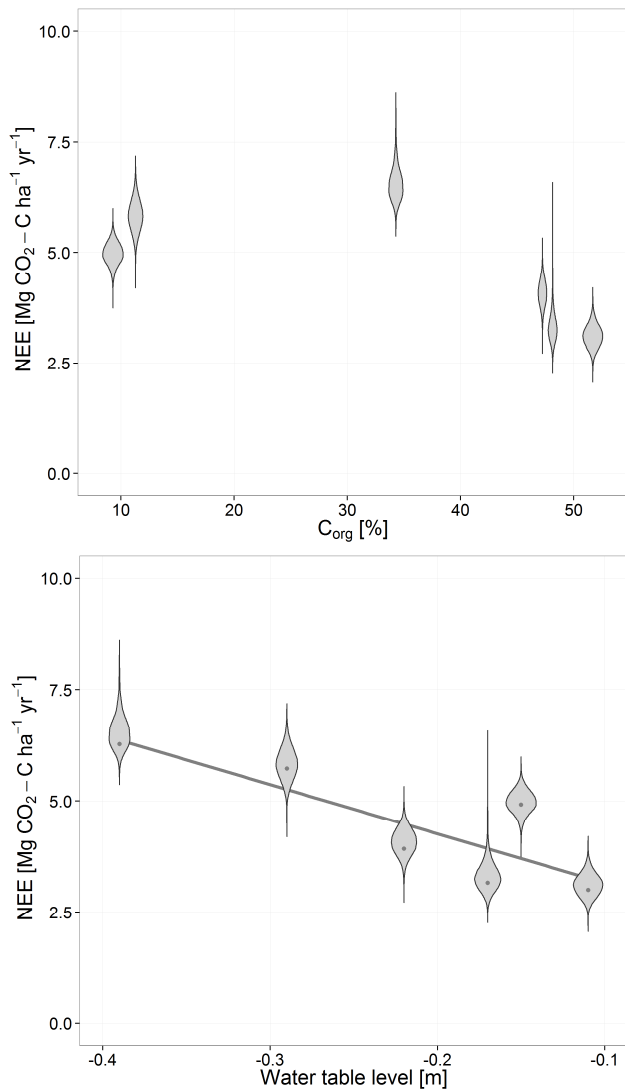 10.0
7.5
5.0
2.5
0.0
NEE [Mg CO₂ – C ha⁻¹ yr⁻¹]
10 20 30 40 50
C_org [%]
10.0
7.5
5.0
2.5
0.0
NEE [Mg CO₂ – C ha⁻¹ yr⁻¹]
-0.4 -0.3 -0.2 -0.1
Water table level [m]